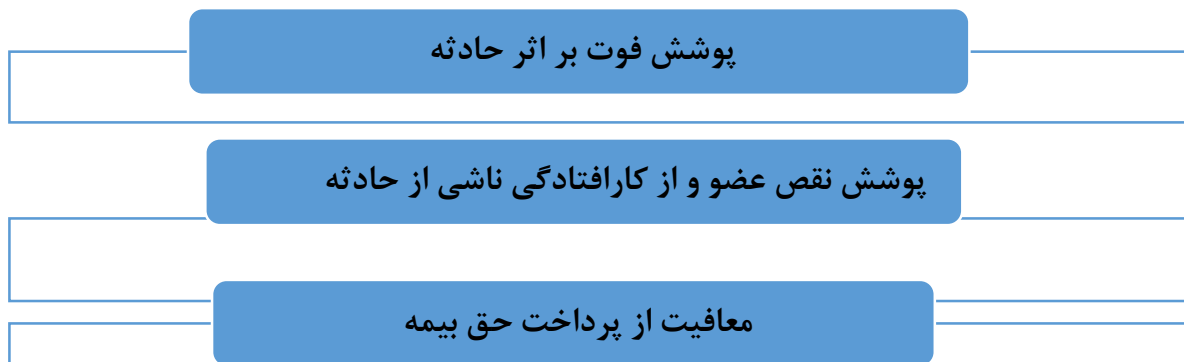 پوشش فوت بر اثر حادثه
پوشش نقص عضو و از کارافتادگی ناشی از حادثه
معافیت از پرداخت حق بیمه